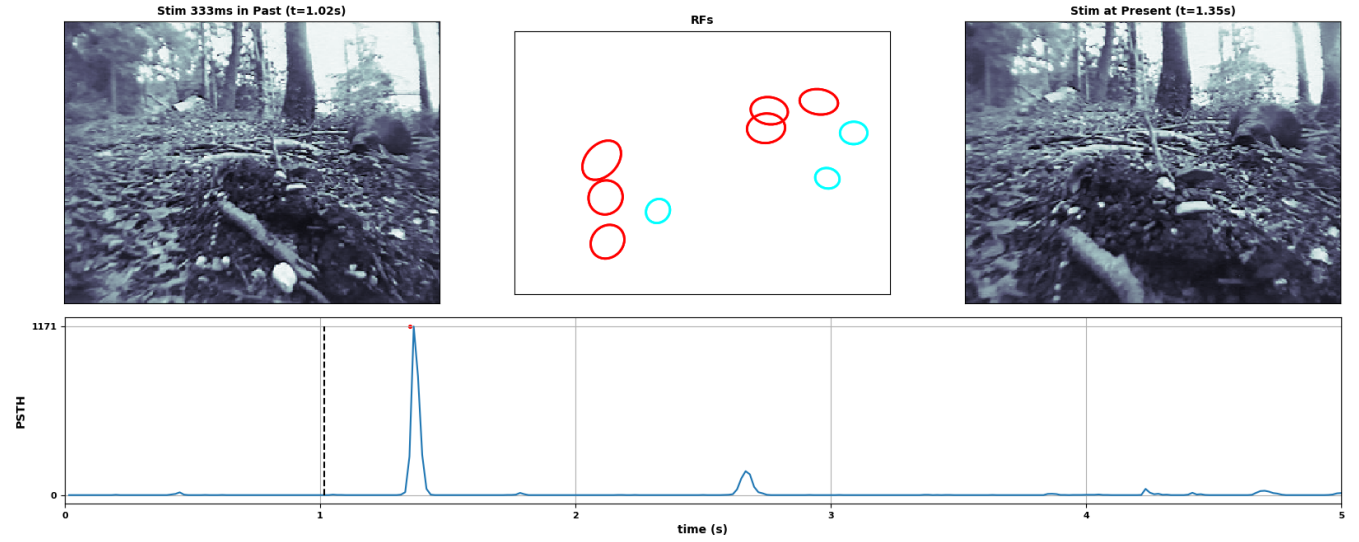 Stim 333ms in Past (t=1.02s)
RFs
Stim at Present (t=1.35s)
1171
PSTH
0
0 1 2 3 4 5
time (s)